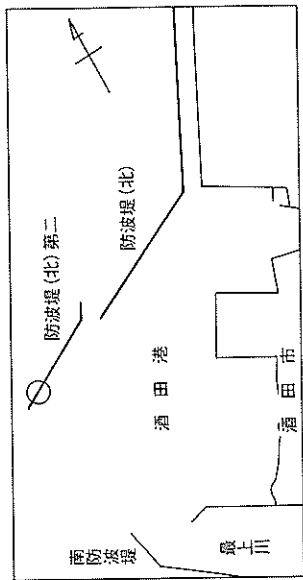 防波堤(北)第二
防波堤(北)
酒田港
酒田市
南防波堤
最上川